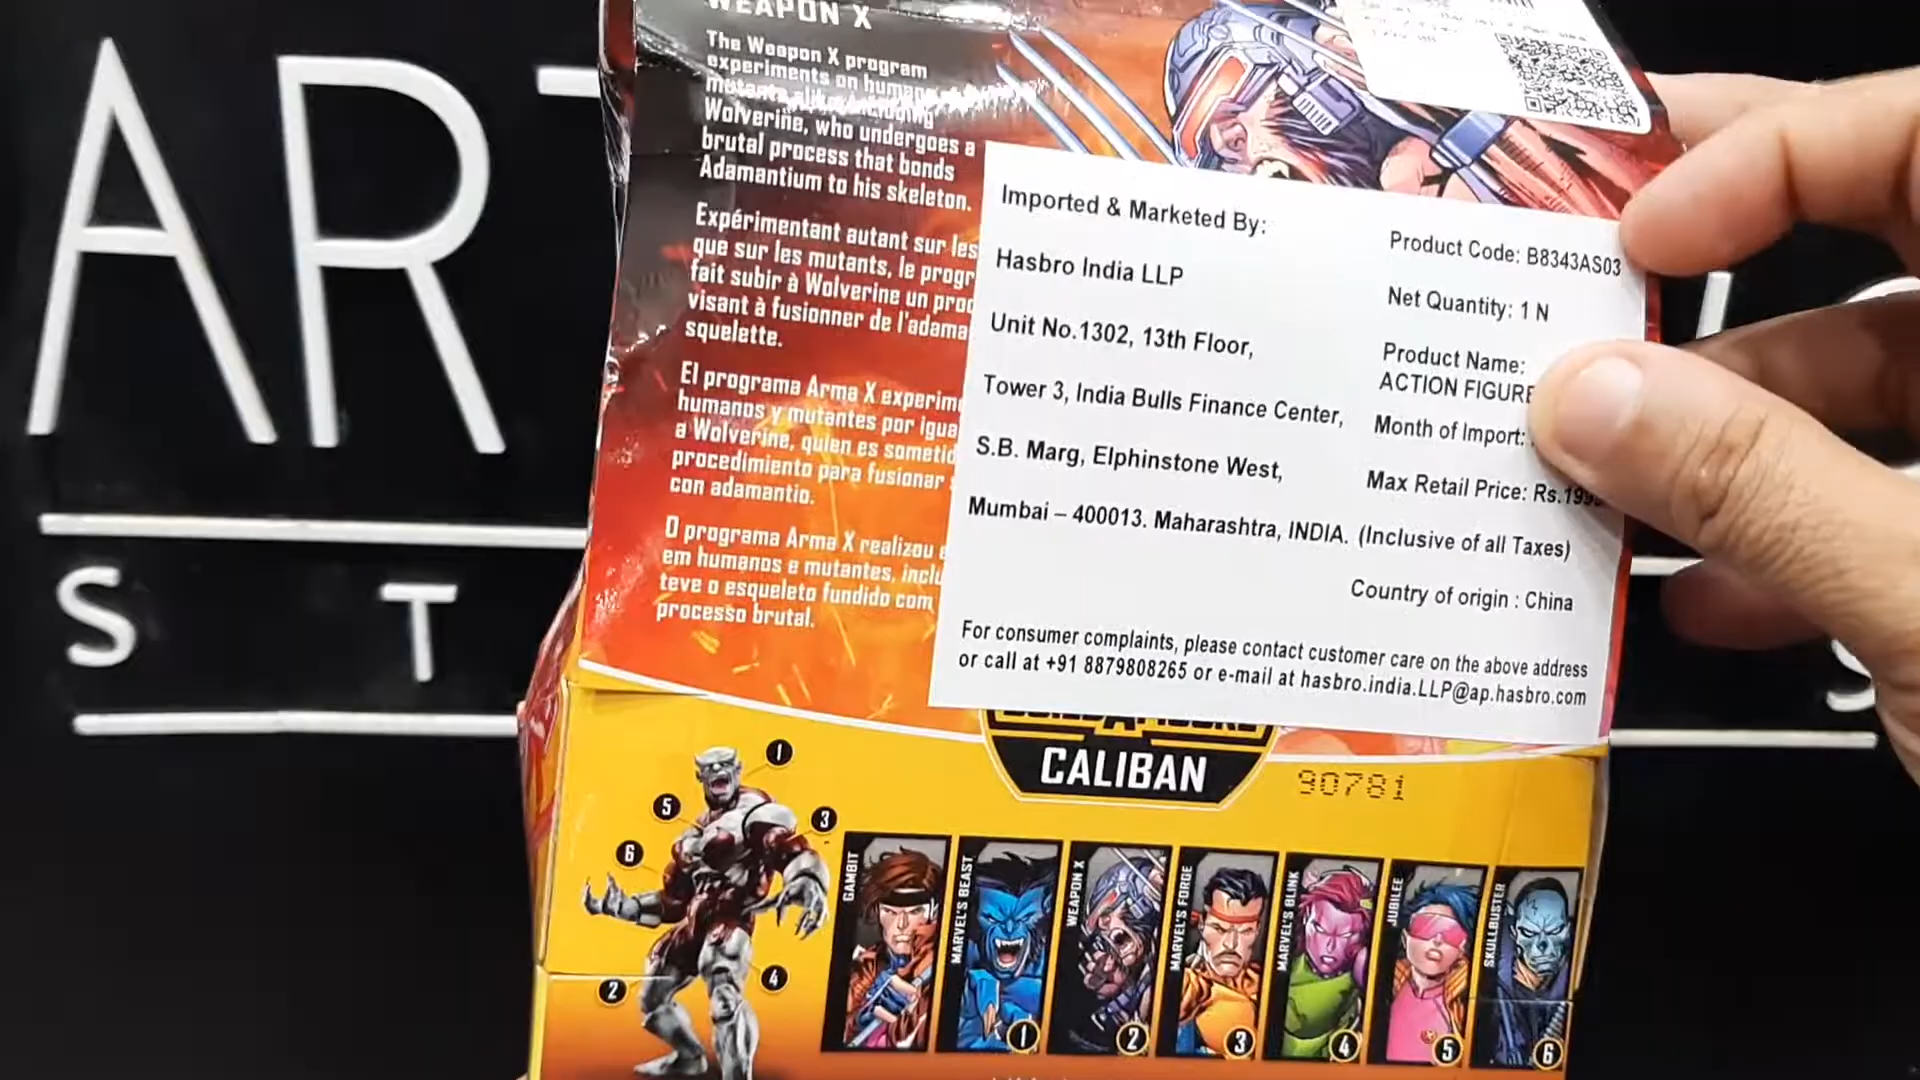 AR
S T
S
WEAPON X
The Weapon X program
experiments on humans
mutants alike including
Wolverine, who undergoes a
brutal process that bonds
Adamantium to his skeleton.
Expérimentant autant sur les
que sur les mutants, le progr
fait subir à Wolverine un pro
visant à fusionner de l'adama
squelette.
El programa Arma X experim
humanos y mutantes por igua
a Wolverine, quien es sometid
procedimiento para fusionar
con adamantio.
O programa Arma X realizou e
em humanos e mutantes, inclu
teve o esqueleto fundido com
processo brutal.
Imported & Marketed By:
Hasbro India LLP
Unit No.1302, 13th Floor,
Tower 3, India Bulls Finance Center,
S.B. Marg, Elphinstone West,
Mumbai – 400013. Maharashtra, INDIA.
Product Code: B8343AS03
Net Quantity: 1 N
Product Name:
ACTION FIGURE
Month of Import:
Max Retail Price: Rs.199
(Inclusive of all Taxes)
Country of origin : China
For consumer complaints, please contact customer care on the above address
or call at +91 8879808265 or e-mail at hasbro.india.LLP@ap.hasbro.com
CALIBAN
90781
1
5
3
6
2
4
GAMBIT
MARVEL'S BEAST
1
WEAPON X
2
MARVEL'S FORGE
3
MARVEL'S BLINK
4
JUBILEE
5
SKULLBUSTER
6